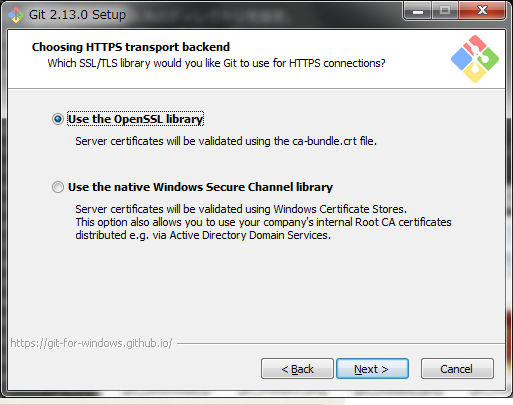 Git 2.13.0 Setup
Choosing HTTPS transport backend
Which SSL/TLS library would you like Git to use for HTTPS connections?
Use the OpenSSL library
Server certificates will be validated using the ca-bundle.crt file.
Use the native Windows Secure Channel library
Server certificates will be validated using Windows Certificate Stores.
This option also allows you to use your company's internal Root CA certificates
distributed e.g. via Active Directory Domain Services.
https://git-for-windows.github.io/
< Back
Next >
Cancel